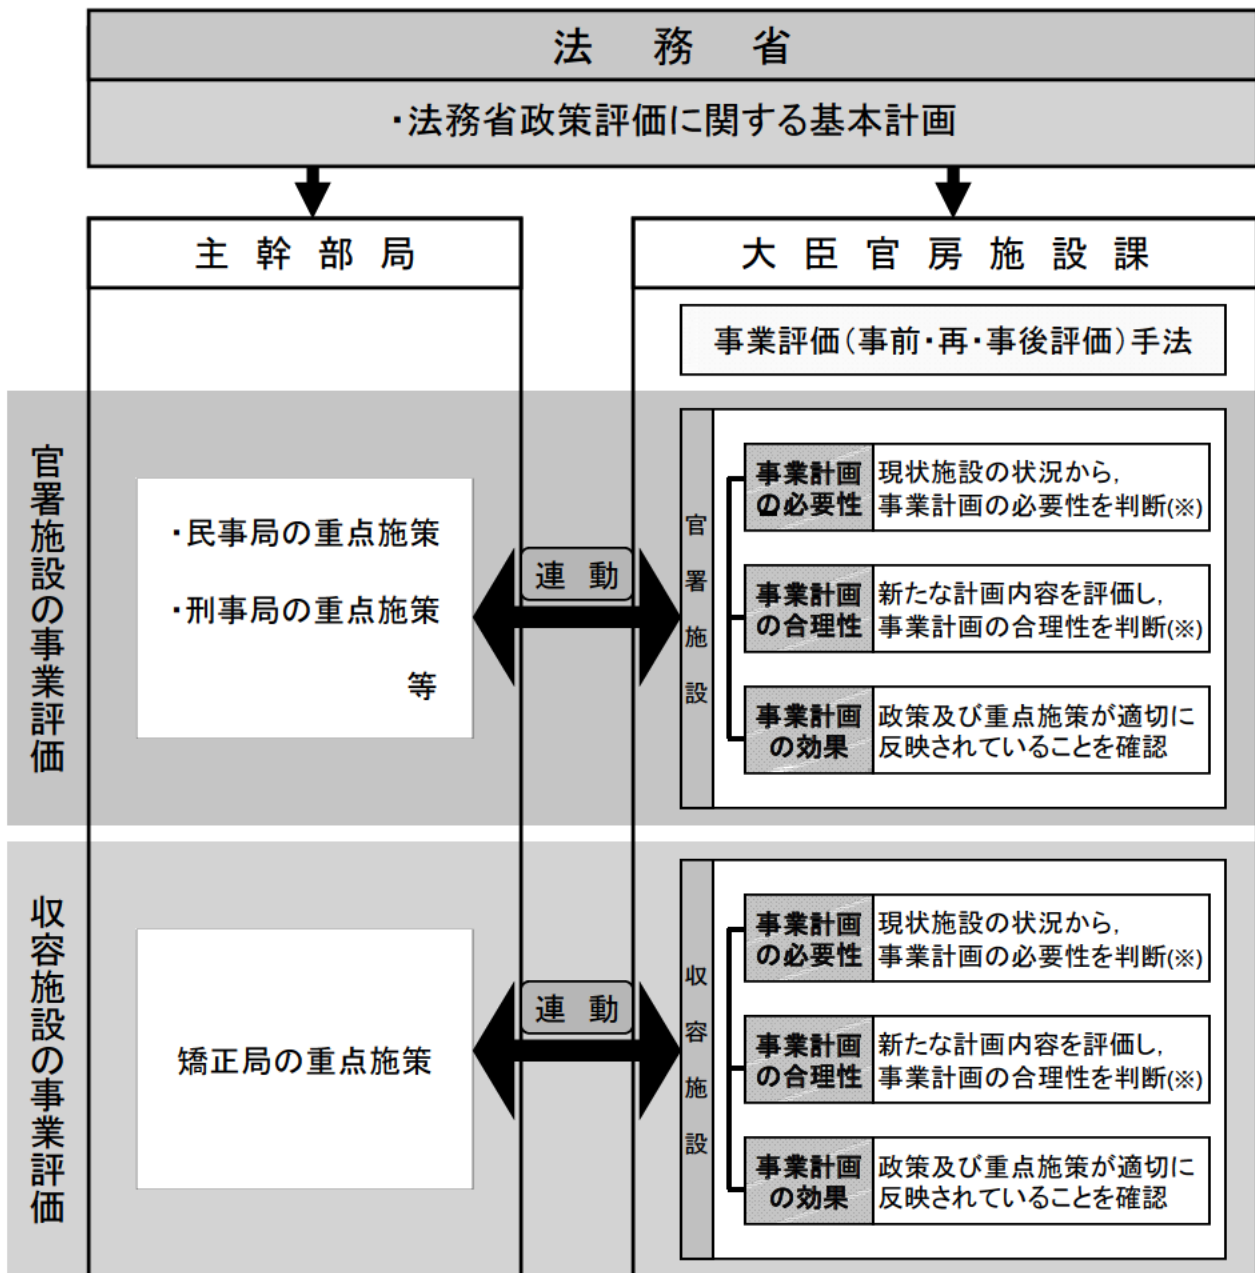 法務省
・法務省政策評価に関する基本計画
主幹部局
大臣官房施設課
事業評価(事前・再・事後評価)手法
官署施設の事業評価
・民事局の重点施策
・刑事局の重点施策
等
連動
官署施設
事業計画
の必要性
現状施設の状況から,
事業計画の必要性を判断(※)
事業計画
の合理性
新たな計画内容を評価し,
事業計画の合理性を判断(※)
事業計画
の効果
政策及び重点施策が適切に
反映されていることを確認
収容施設の事業評価
矯正局の重点施策
連動
収容施設
事業計画
の必要性
現状施設の状況から,
事業計画の必要性を判断(※)
事業計画
の合理性
新たな計画内容を評価し,
事業計画の合理性を判断(※)
事業計画
の効果
政策及び重点施策が適切に
反映されていることを確認